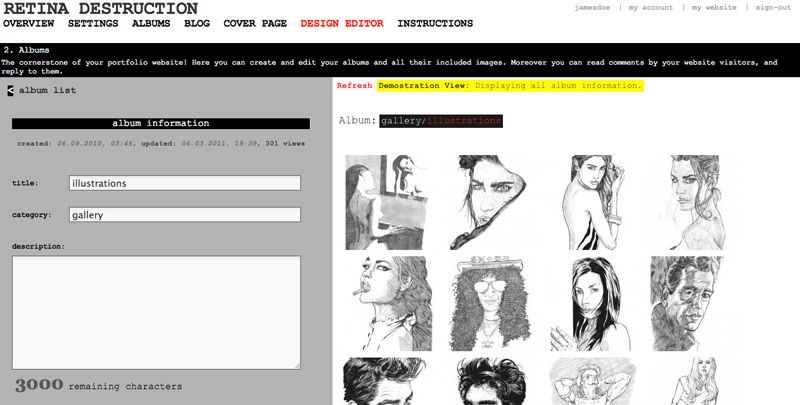 RETINA DESTRUCTION
jamesdoe | my account | my website | sign-out
OVERVIEW SETTINGS ALBUMS BLOG COVER PAGE DESIGN EDITOR INSTRUCTIONS
2. Albums
The cornerstone of your portfolio website! Here you can create and edit your albums and all their included images. Moreover you can read comments by your website visitors, and
reply to them.
< album list
album information
created: 06.09.2010, 03:45, updated: 06.03.2011, 19:39, 301 views
title: illustrations
category: gallery
description:
3000 remaining characters
Refresh Demostration View: Displaying all album information.
Album: gallery/illustrations